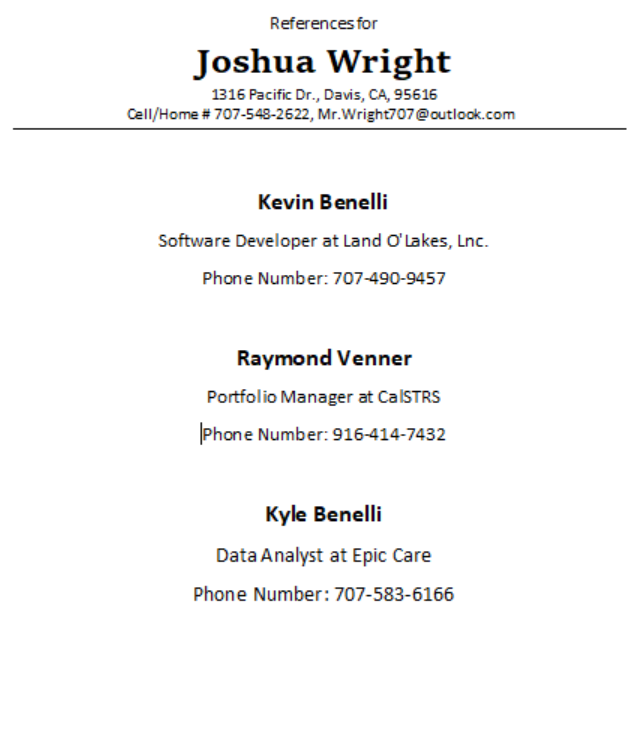 References for
Joshua Wright
1316 Pacific Dr., Davis, CA, 95616
Cell/Home # 707-548-2622, Mr.Wright707@outlook.com
Kevin Benelli
Software Developer at Land O'Lakes, Lnc.
Phone Number: 707-490-9457
Raymond Venner
Portfolio Manager at CalSTRS
Phone Number: 916-414-7432
Kyle Benelli
Data Analyst at Epic Care
Phone Number: 707-583-6166